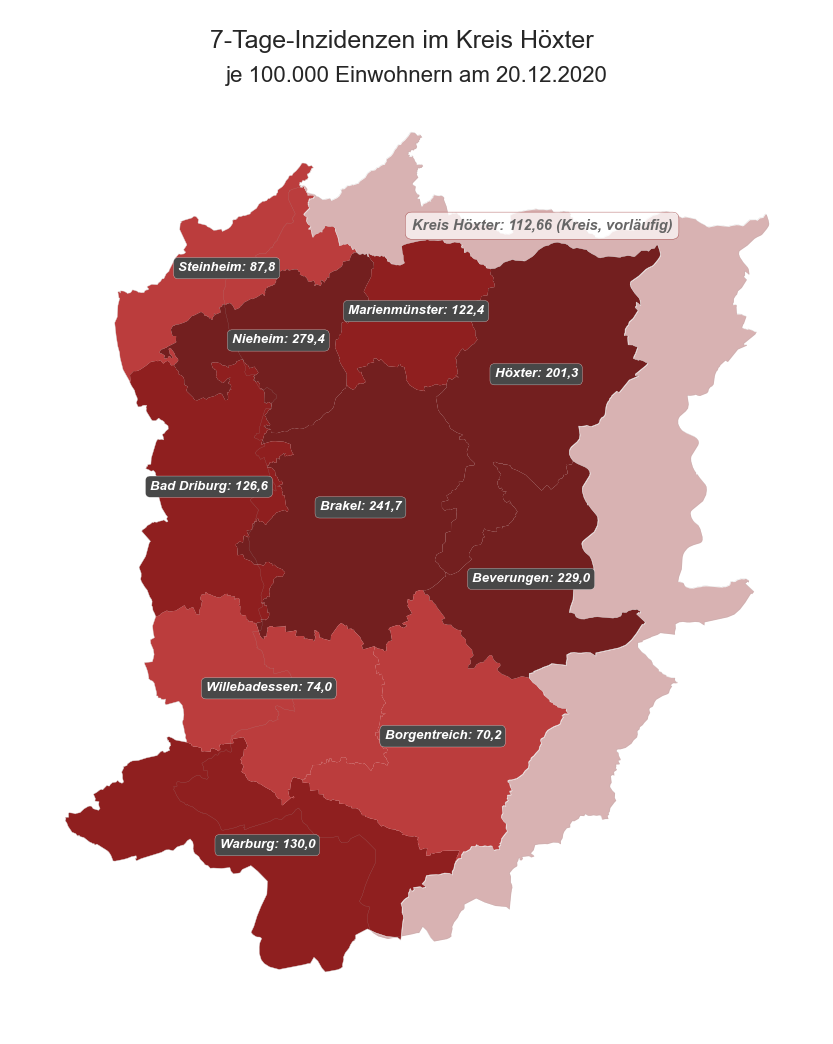 7-Tage-Inzidenzen im Kreis Höxter
je 100.000 Einwohnern am 20.12.2020
Kreis Höxter: 112,66 (Kreis, vorläufig)
Steinheim: 87,8
Marienmünster: 122,4
Nieheim: 279,4
Höxter: 201,3
Bad Driburg: 126,6
Brakel: 241,7
Beverungen: 229,0
Willebadessen: 74,0
Borgentreich: 70,2
Warburg: 130,0